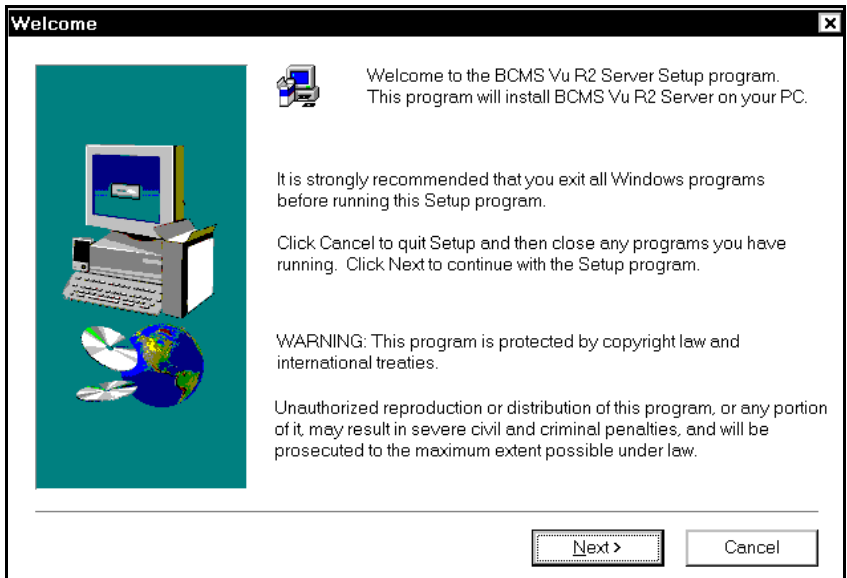 Welcome
Welcome to the BCMS Vu R2 Server Setup program.
This program will install BCMS Vu R2 Server on your PC.
It is strongly recommended that you exit all Windows programs
before running this Setup program.
Click Cancel to quit Setup and then close any programs you have
running. Click Next to continue with the Setup program.
WARNING: This program is protected by copyright law and
international treaties.
Unauthorized reproduction or distribution of this program, or any portion
of it, may result in severe civil and criminal penalties, and will be
prosecuted to the maximum extent possible under law.
Next >
Cancel